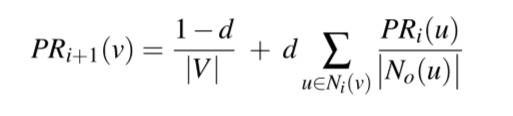 PR_{i+1}(v) = \frac{1-d}{|V|} + d \sum_{u \in N_i(v)} \frac{PR_i(u)}{|N_o(u)|}